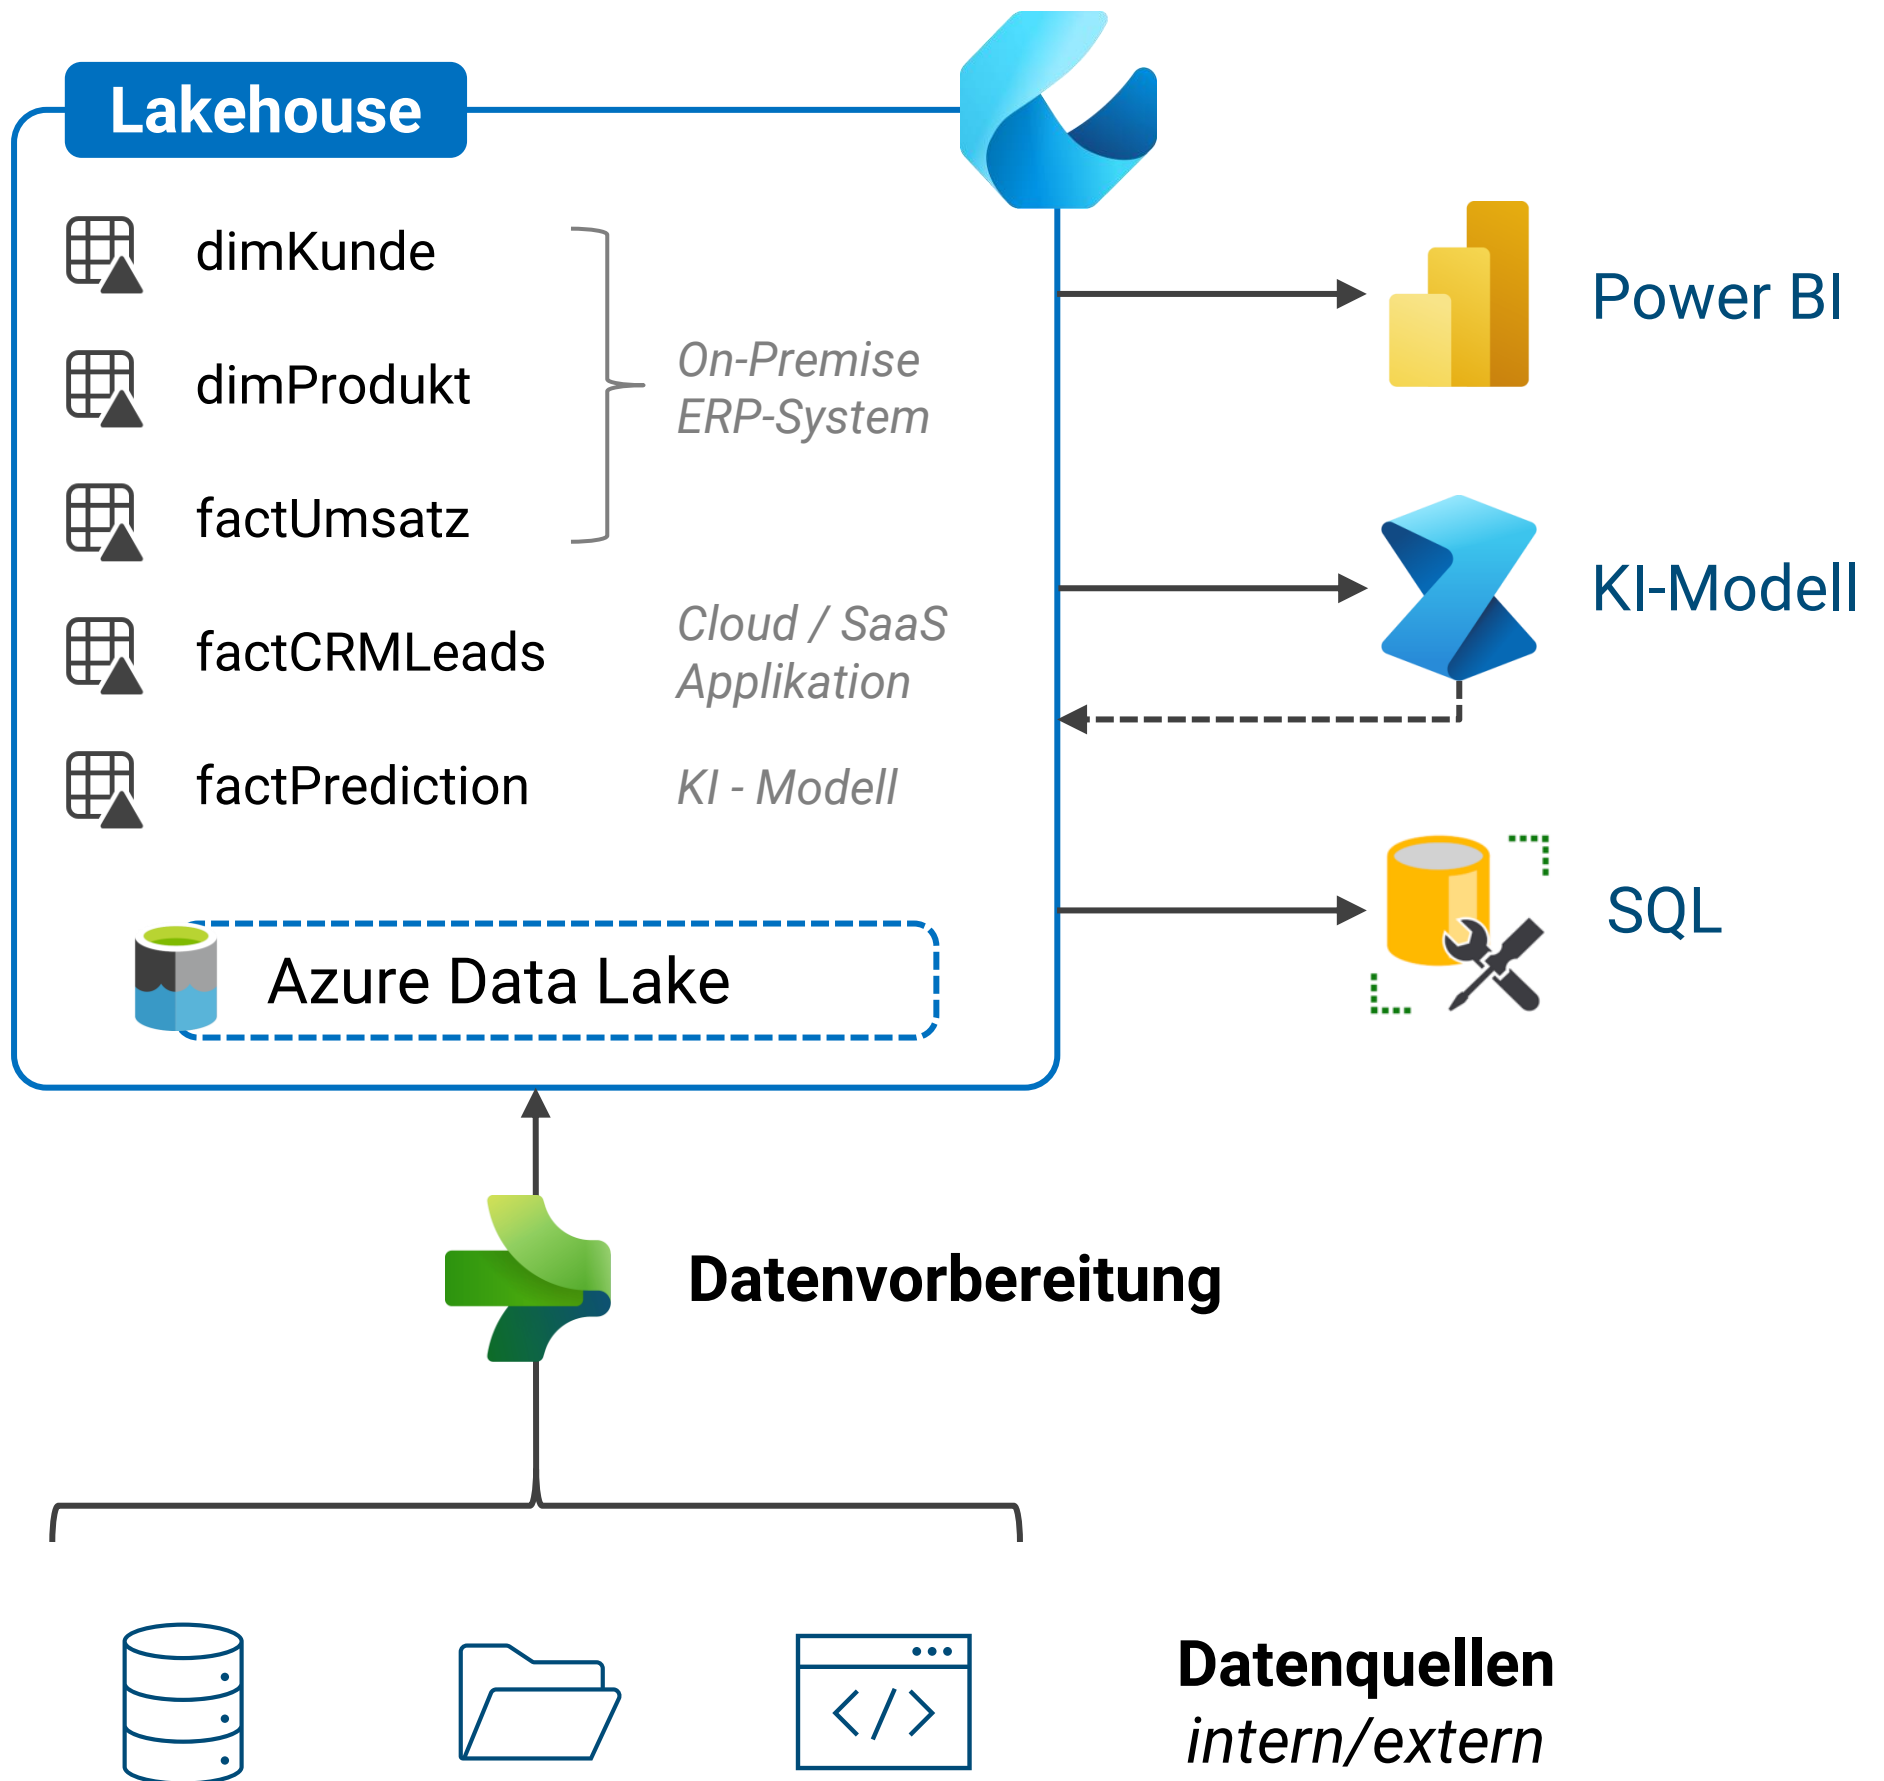 Lakehouse
dimKunde
dimProdukt
On-Premise
ERP-System
factUmsatz
factCRMLeads
Cloud / SaaS
Applikation
factPrediction
KI - Modell
Azure Data Lake
Power BI
KI-Modell
SQL
Datenvorbereitung
</>
Datenquellen
intern/extern